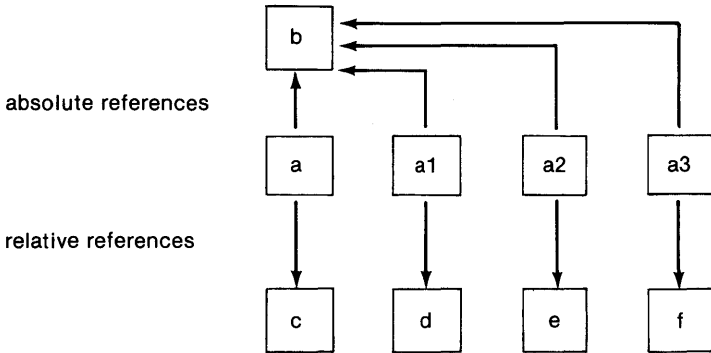 b
absolute references
a a1 a2 a3
relative references
c d e f